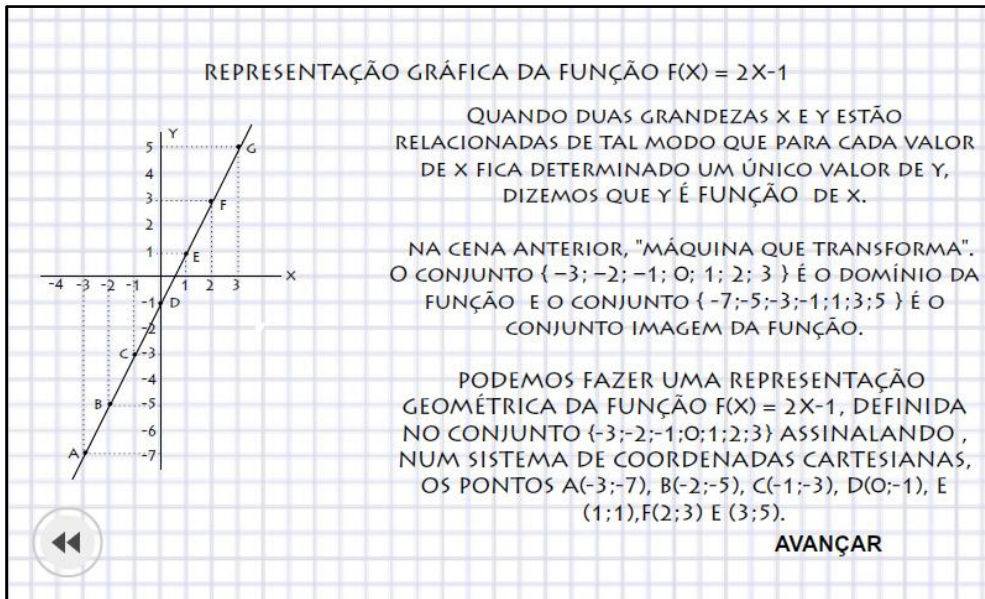 REPRESENTAÇÃO GRÁFICA DA FUNÇÃO F(X) = 2X-1
QUANDO DUAS GRANDEZAS X E Y ESTÃO
RELACIONADAS DE TAL MODO QUE PARA CADA VALOR
DE X FICA DETERMINADO UM ÚNICO VALOR DE Y,
DIZEMOS QUE Y É FUNÇÃO DE X.
NA CENA ANTERIOR, "MÁQUINA QUE TRANSFORMA".
O CONJUNTO { –3; –2; –1; 0; 1; 2; 3 } É O DOMÍNIO DA
FUNÇÃO E O CONJUNTO { -7;-5;-3;-1;1;3;5 } É O
CONJUNTO IMAGEM DA FUNÇÃO.
PODEMOS FAZER UMA REPRESENTAÇÃO
GEOMÉTRICA DA FUNÇÃO F(X) = 2X-1, DEFINIDA
NO CONJUNTO {-3;-2;-1;0;1;2;3} ASSINALANDO ,
NUM SISTEMA DE COORDENADAS CARTESIANAS,
OS PONTOS A(-3;-7), B(-2;-5), C(-1;-3), D(0;-1), E
(1;1),F(2;3) E (3;5).
AVANÇAR
Y
5 G
4
3 F
2
1 E
X
-4 -3 -2 -1 1 2 3
-1 D
-2
C -3
-4
B -5
-6
A -7